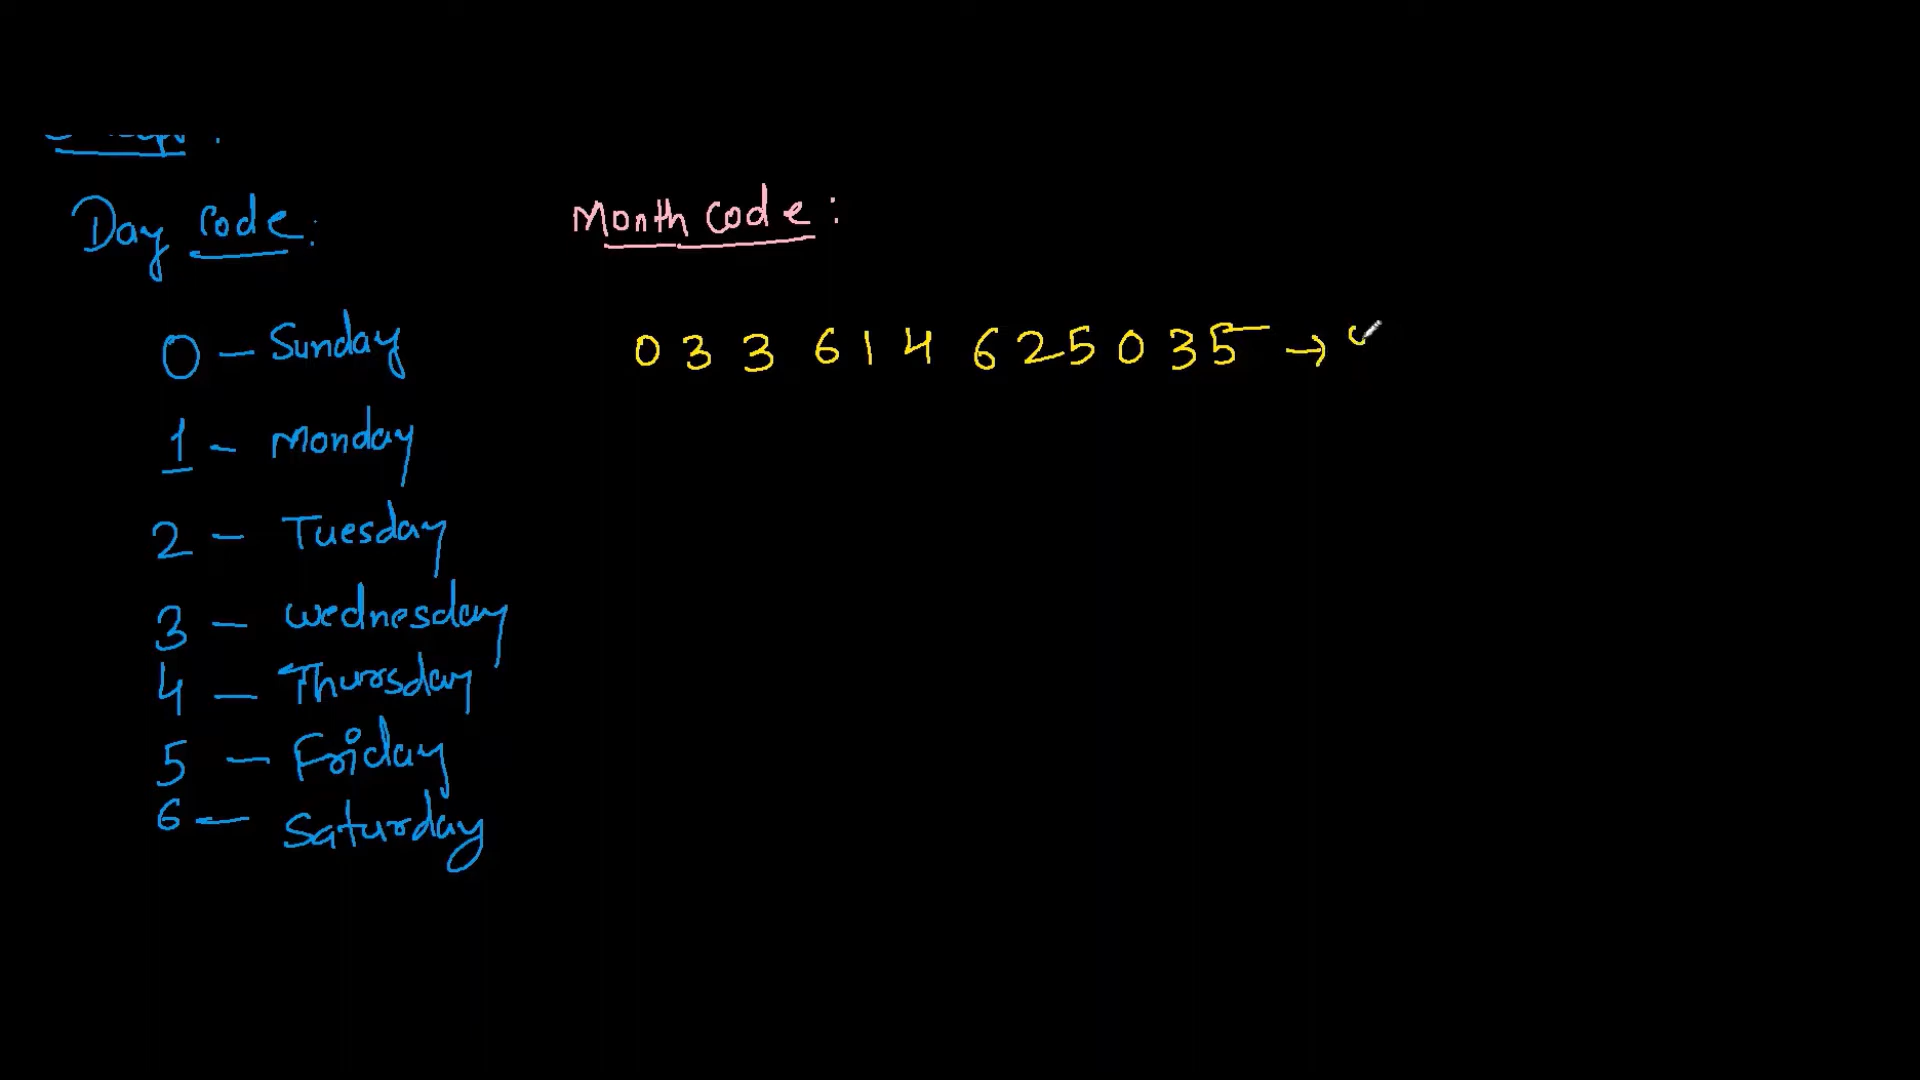 Day Code:
Month Code:
0 3 3 6 1 4 6 2 5 0 3 5 →
0 – Sunday
1 – Monday
2 – Tuesday
3 – Wednesday
4 – Thursday
5 – Friday
6 – Saturday